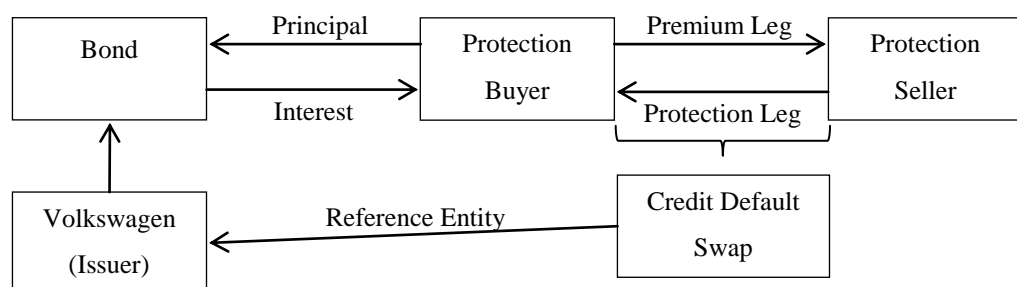 Bond
Principal
Interest
Protection
Buyer
Premium Leg
Protection Leg
Protection
Seller
Volkswagen
(Issuer)
Reference Entity
Credit Default
Swap